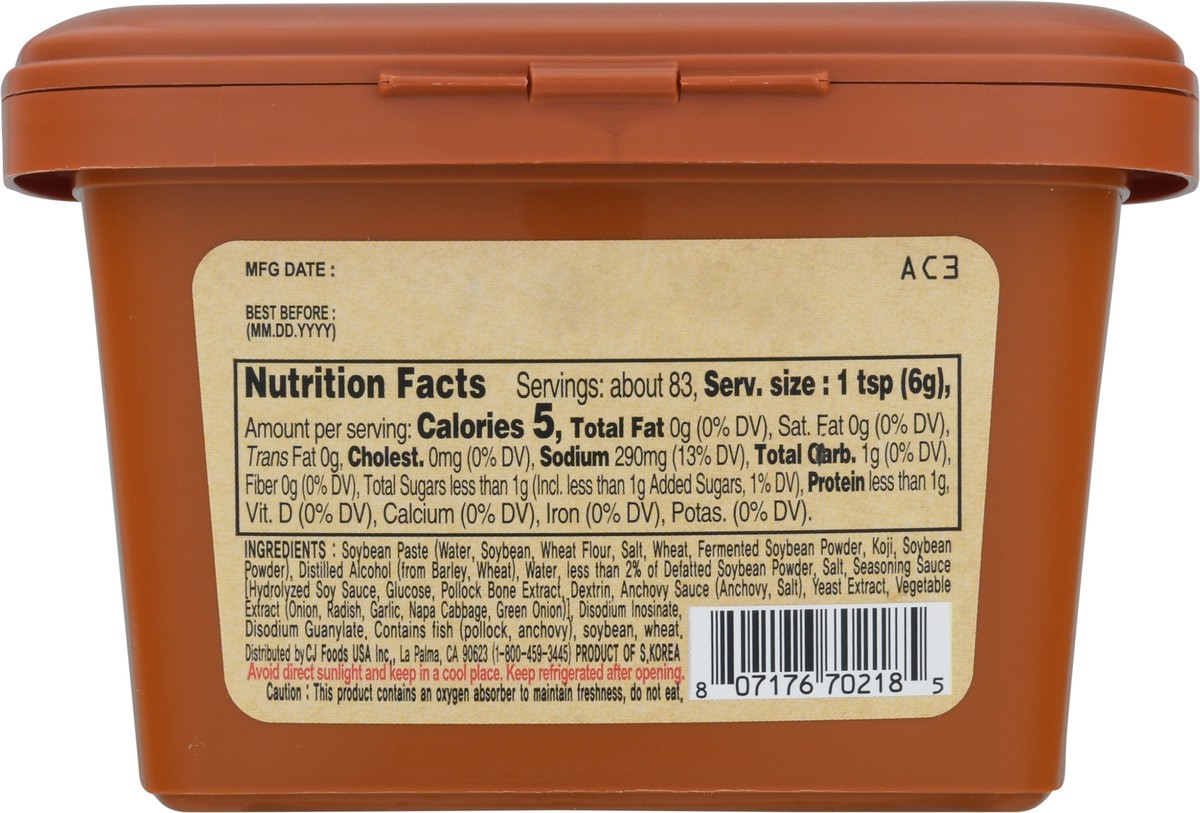 MFG DATE :
AC3
BEST BEFORE :
(MM.DD.YYYY)
Nutrition Facts Servings: about 83, Serv. size : 1 tsp (6g),
Amount per serving: Calories 5, Total Fat 0g (0% DV), Sat. Fat 0g (0% DV),
Trans Fat 0g, Cholest. 0mg (0% DV), Sodium 290mg (13% DV), Total Carb. 1g (0% DV),
Fiber 0g (0% DV), Total Sugars less than 1g (Incl. less than 1g Added Sugars, 1% DV), Protein less than 1g,
Vit. D (0% DV), Calcium (0% DV), Iron (0% DV), Potas. (0% DV).
INGREDIENTS : Soybean Paste (Water, Soybean, Wheat Flour, Salt, Wheat, Fermented Soybean Powder, Koji, Soybean
Powder), Distilled Alcohol (from Barley, Wheat), Water, less than 2% of Defatted Soybean Powder, Salt, Seasoning Sauce
[Hydrolyzed Soy Sauce, Glucose, Pollock Bone Extract, Dextrin, Anchovy Sauce (Anchovy, Salt), Yeast Extract, Vegetable
Extract (Onion, Radish, Garlic, Napa Cabbage, Green Onion)], Disodium Inosinate,
Disodium Guanylate, Contains fish (pollock, anchovy), soybean, wheat,
Distributed by CJ Foods USA Inc,, La Palma, CA 90623 (1-800-459-3445) PRODUCT OF S,KOREA
Avoid direct sunlight and keep in a cool place. Keep refrigerated after opening.
Caution : This product contains an oxygen absorber to maintain freshness, do not eat,
8 07176 70218 5